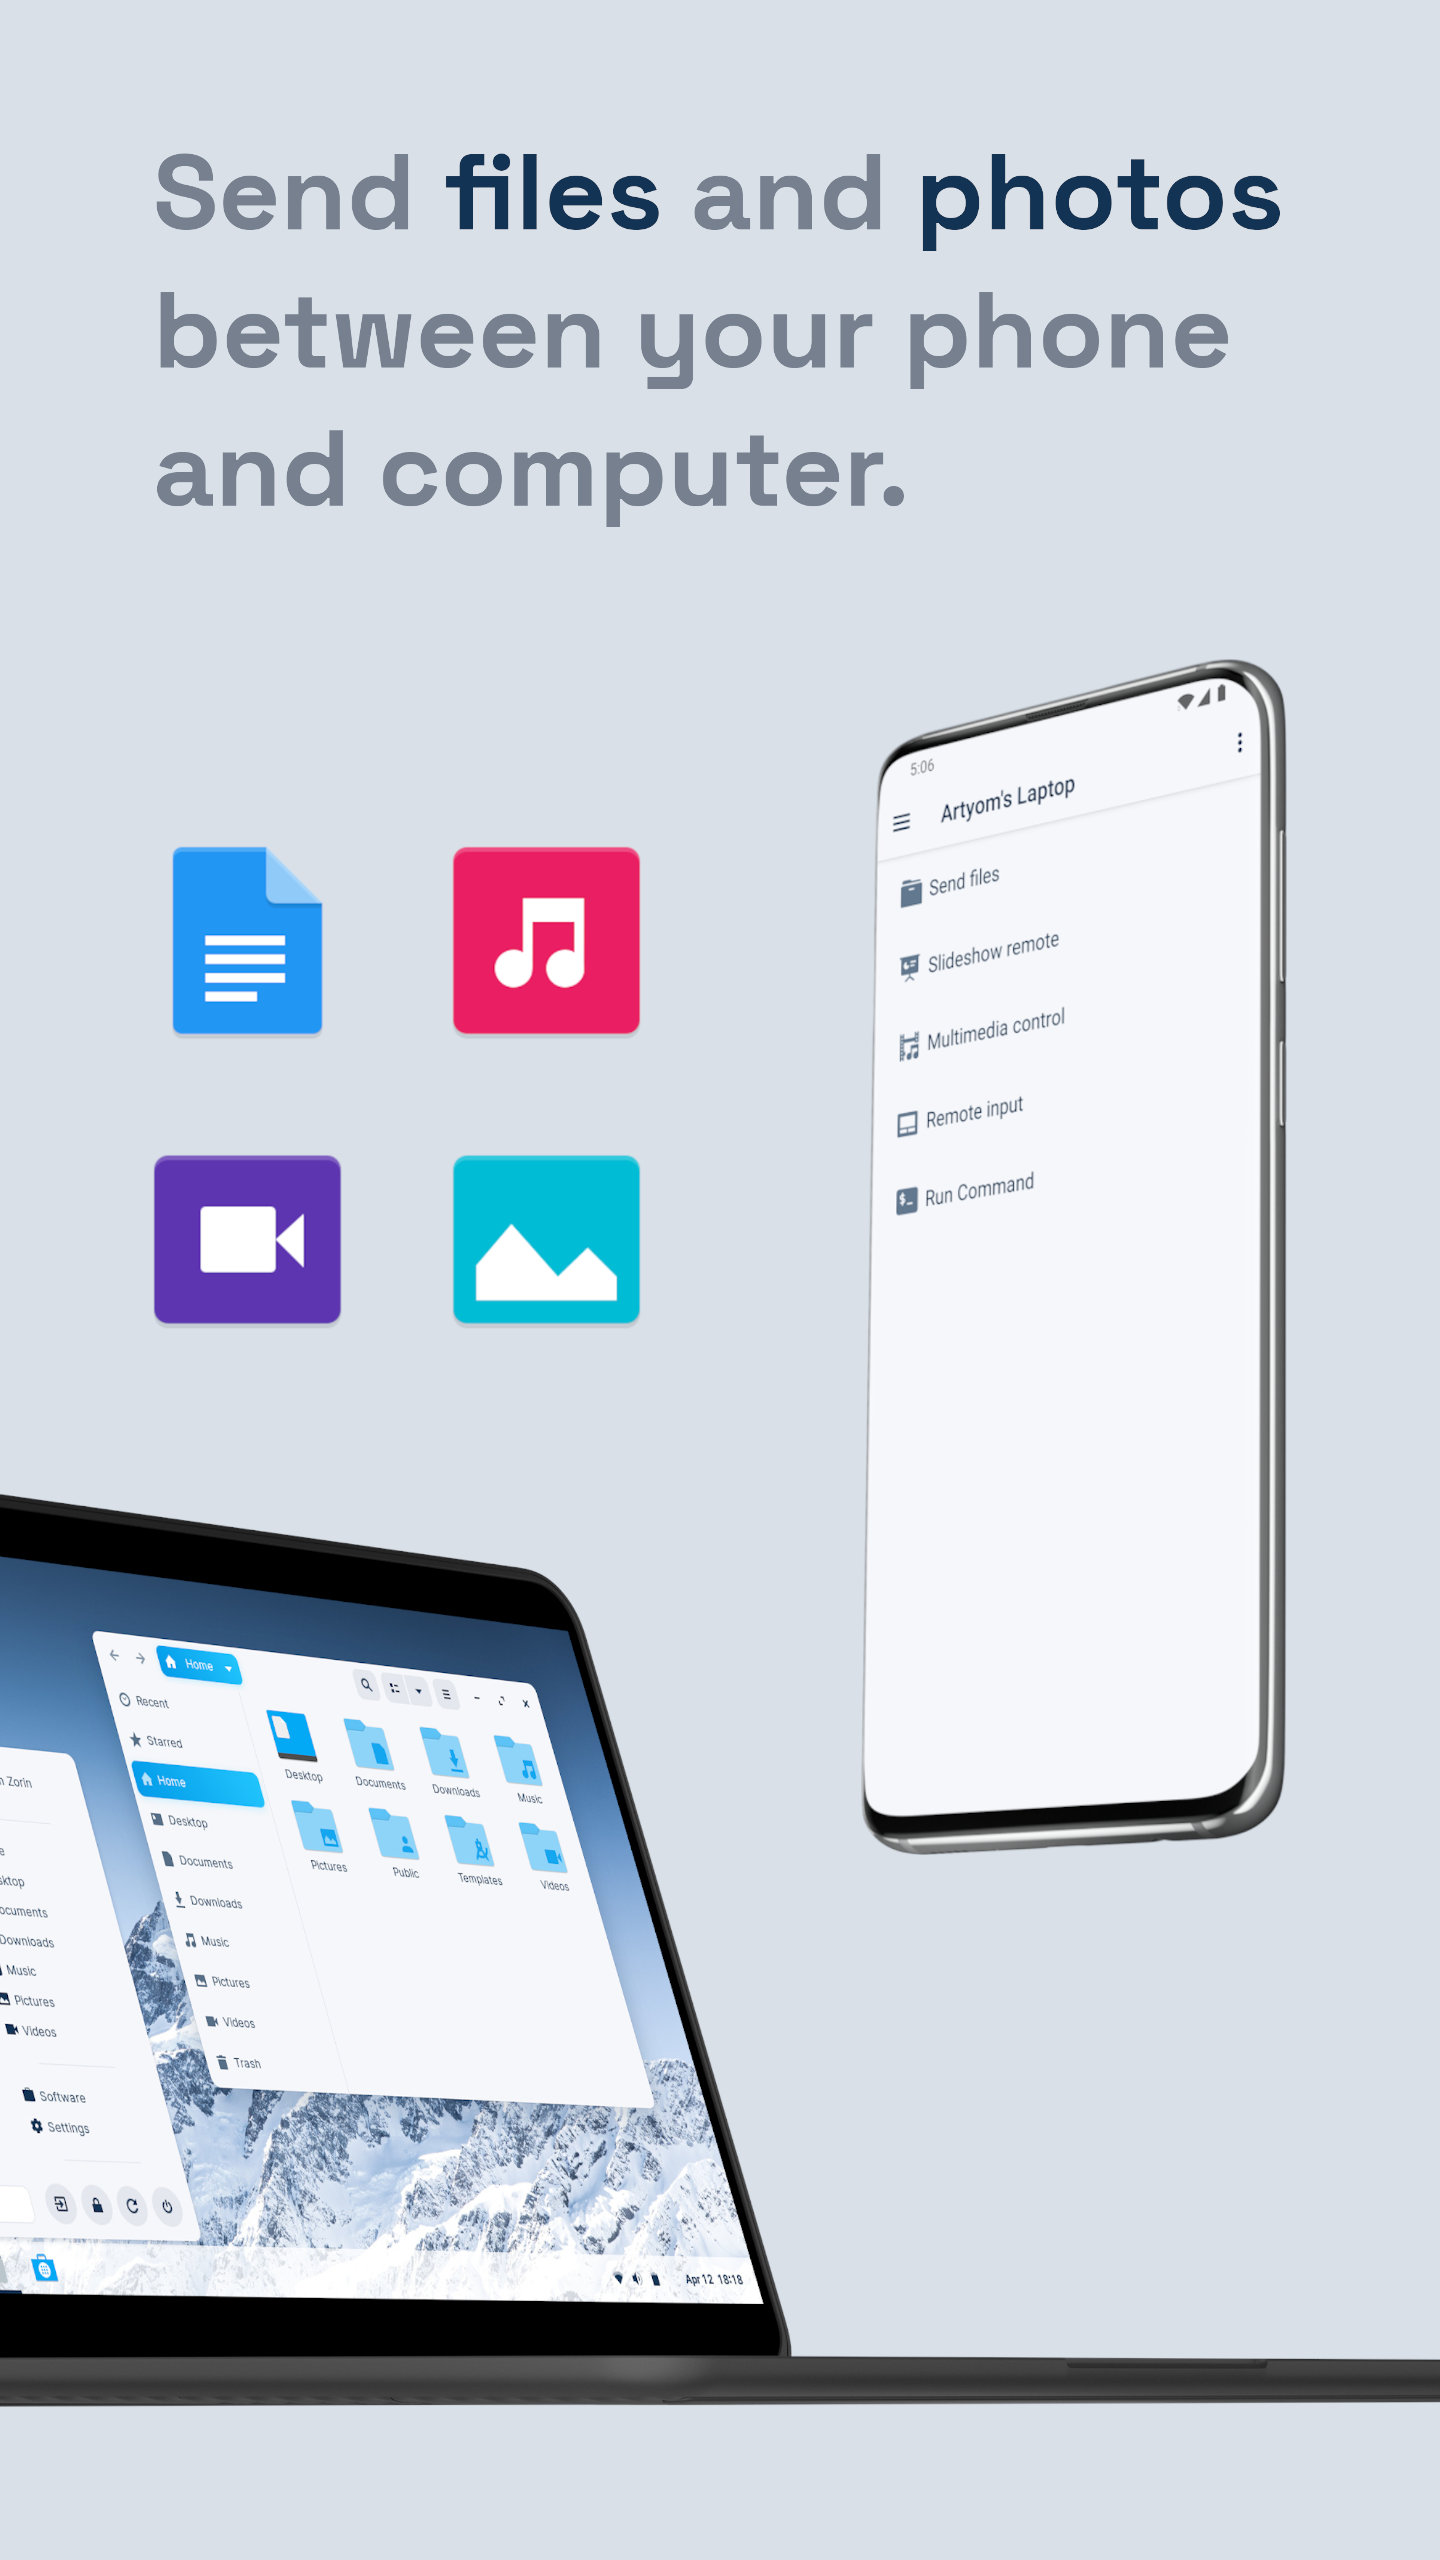 Send files and photos
between your phone
and computer.
5:06
Artyom's Laptop
Send files
Slideshow remote
Multimedia control
Remote input
Run Command
Home
Recent
Starred
Home
Desktop
Documents
Downloads
Music
Pictures
Videos
Trash
Desktop
Documents
Downloads
Music
Pictures
Public
Templates
Videos
Zorin
Downloads
Music
Pictures
Videos
Software
Settings
Apr 12 18:18